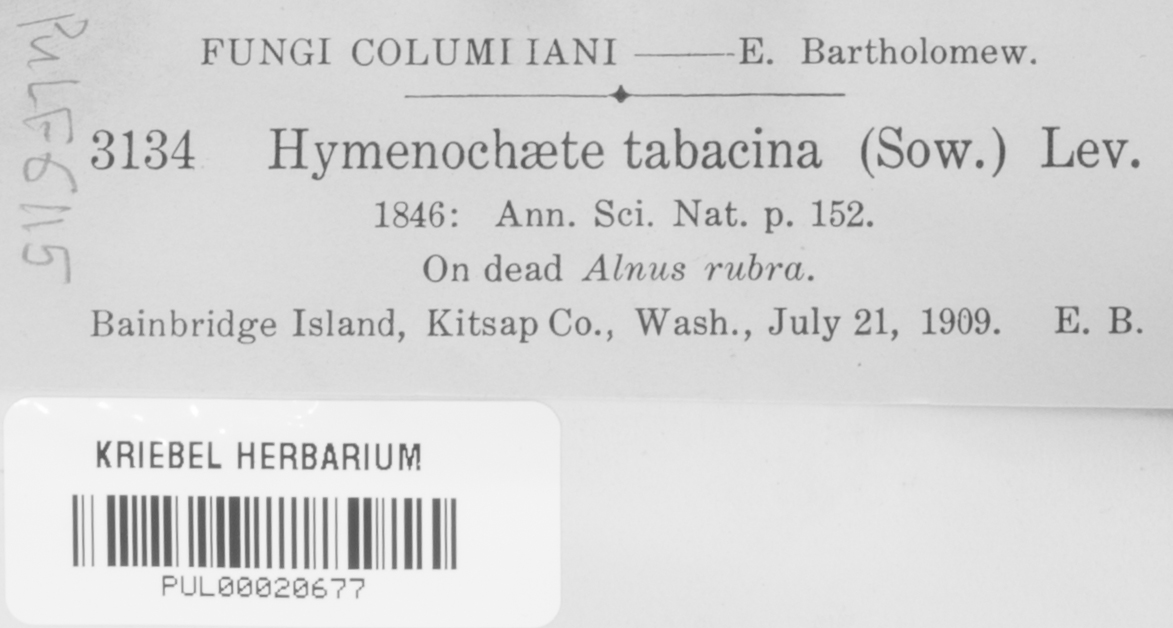 FUNGI COLUMI IANI ——— E. Bartholomew.
3134 Hymenochæte tabacina (Sow.) Lev.
1846: Ann. Sci. Nat. p. 152.
On dead Alnus rubra.
Bainbridge Island, Kitsap Co., Wash., July 21, 1909. E. B.
PULF6115
KRIEBEL HERBARIUM
PUL00020677